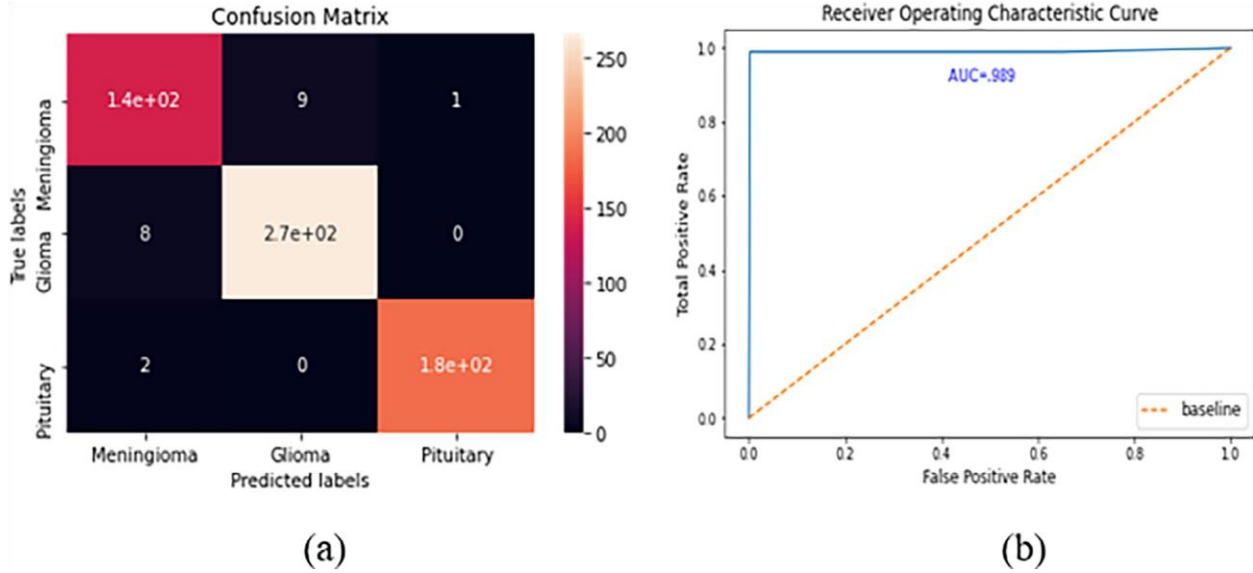 Confusion Matrix
True labels
Meningioma
Glioma
Pituitary
1.4e+02 9 1
8 2.7e+02 0
2 0 1.8e+02
Meningioma Glioma Pituitary
Predicted labels
250
200
150
100
50
0
(a)
Receiver Operating Characteristic Curve
Total Positive Rate
1.0
0.8
0.6
0.4
0.2
0.0
AUC=.989
baseline
0.0 0.2 0.4 0.6 0.8 1.0
False Positive Rate
(b)